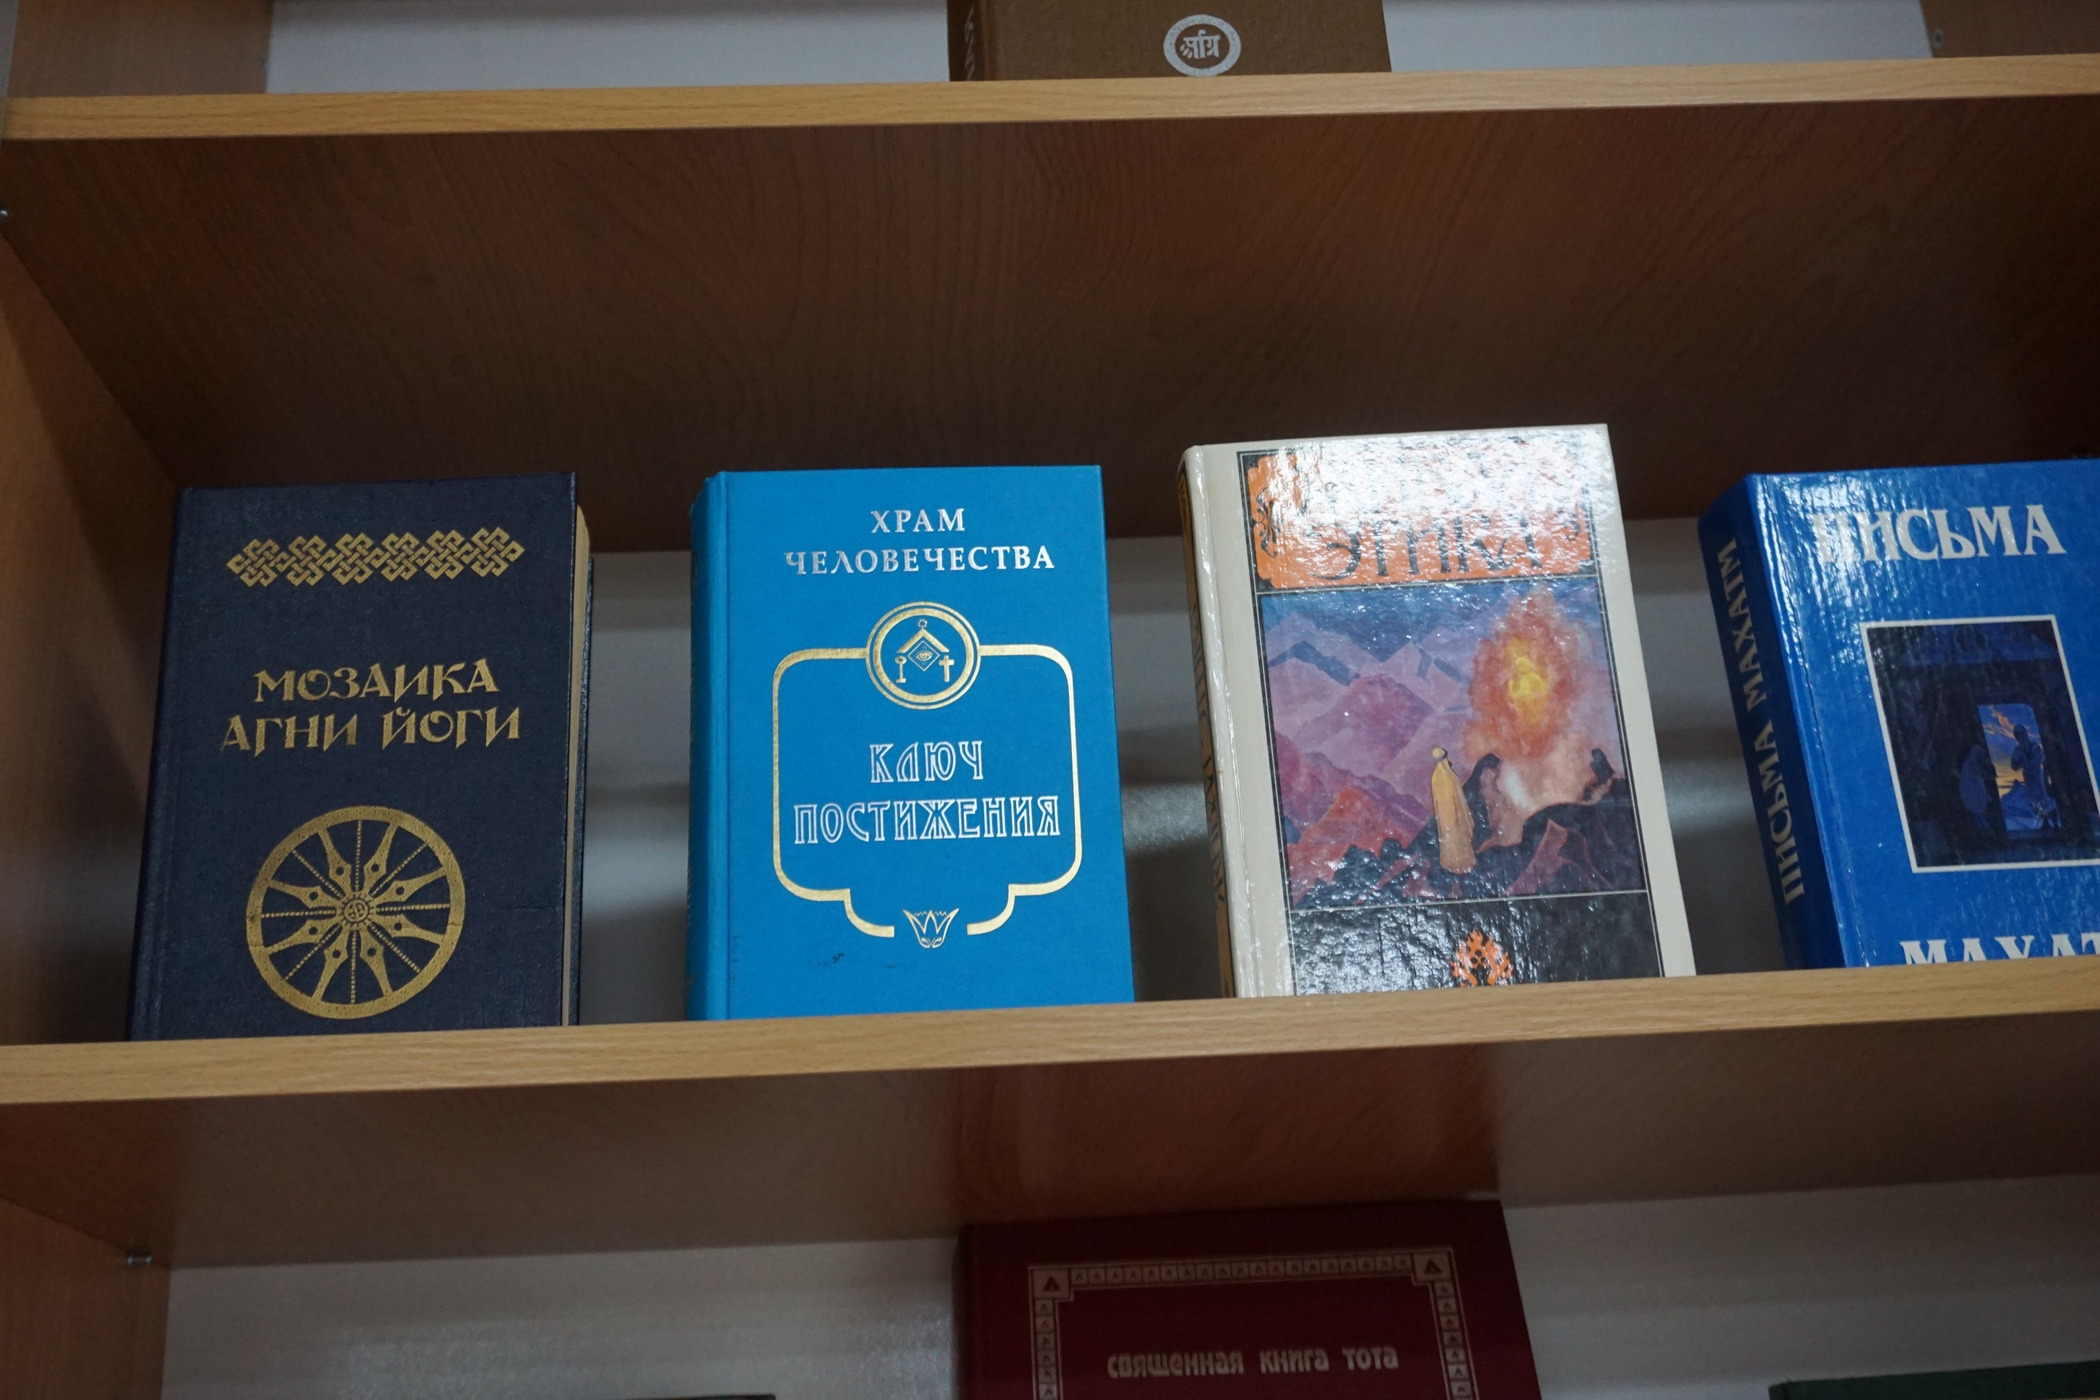 МОЗАИКА
АГНИ ЙОГИ
ХРАМ
ЧЕЛОВЕЧЕСТВА
КЛЮЧ
ПОСТИЖЕНИЯ
ЭТИКА
ПИСЬМА МАХАТМ
ПИСЬМА
СВЯЩЕННАЯ КНИГА ТОТА